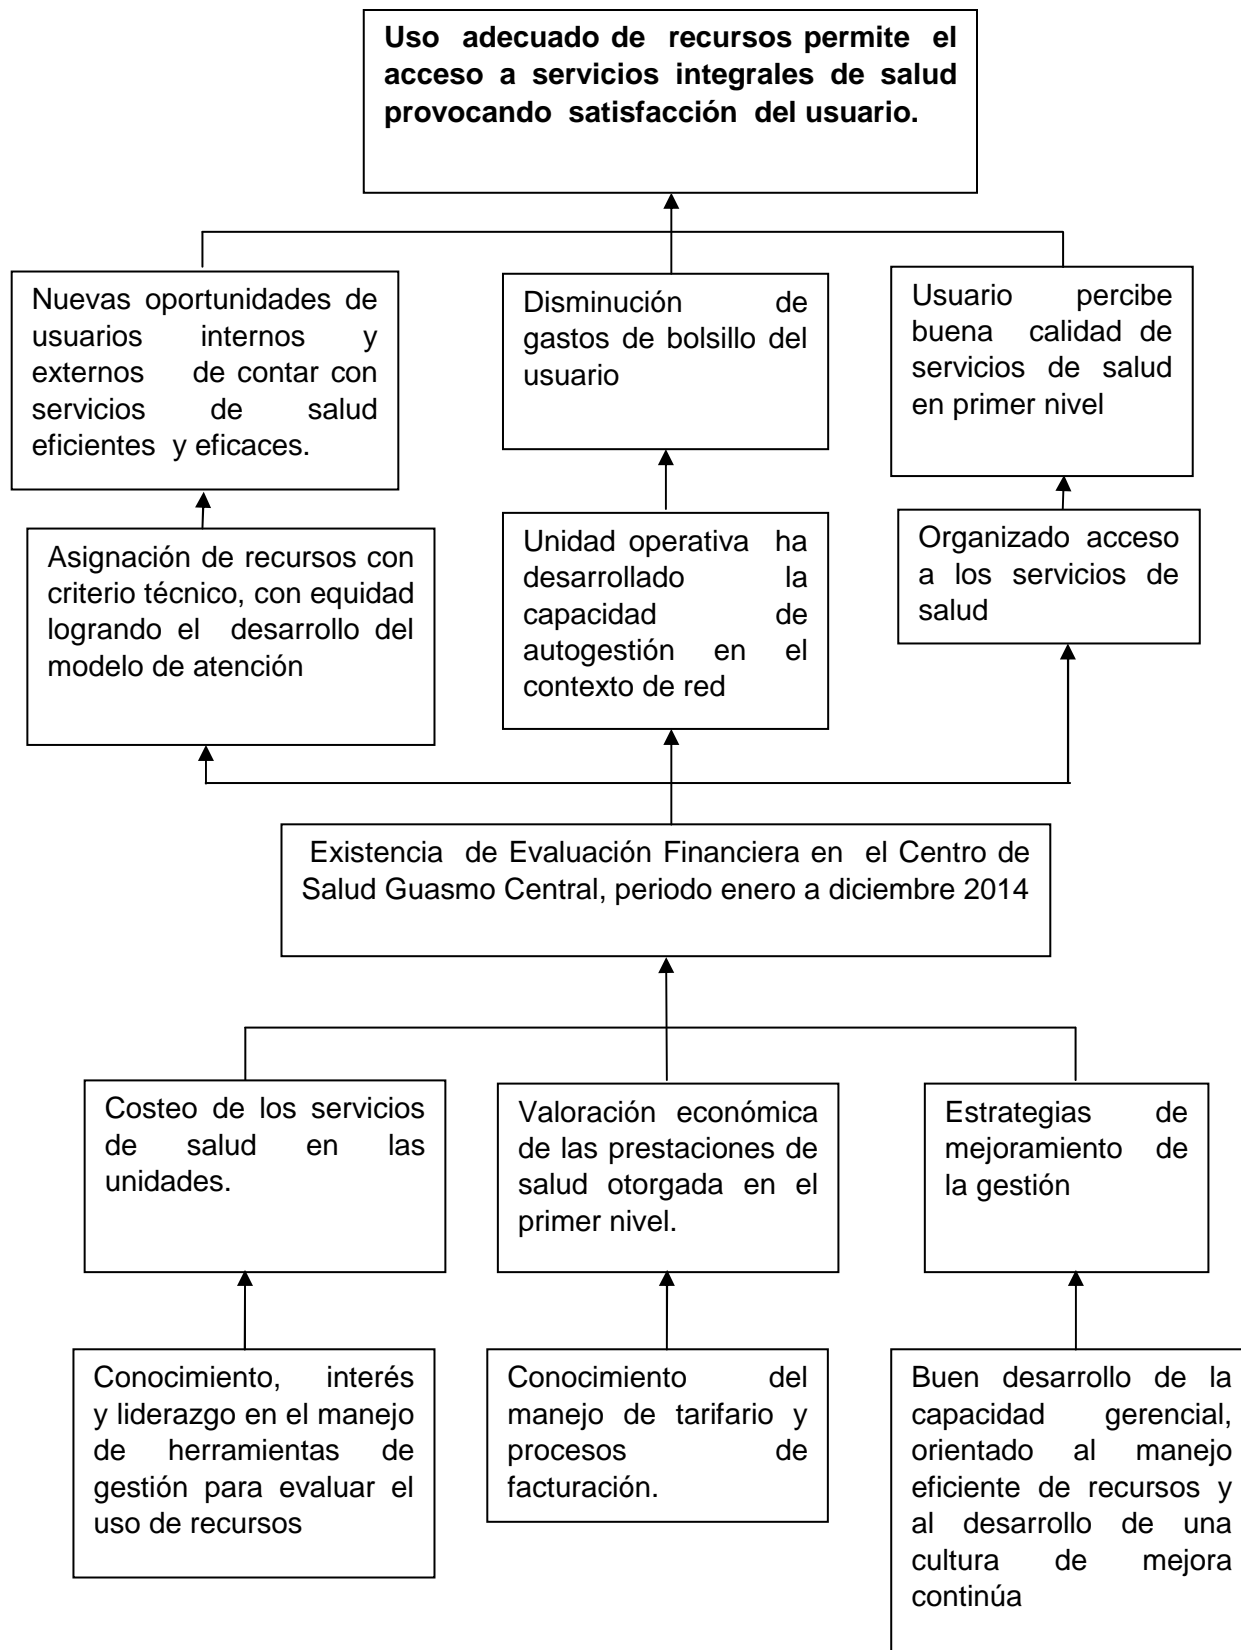 Uso adecuado de recursos permite el
acceso a servicios integrales de salud
provocando satisfacción del usuario.
Nuevas oportunidades de
usuarios internos y
externos de contar con
servicios de salud
eficientes y eficaces.
Disminución de
gastos de bolsillo del
usuario
Usuario percibe
buena calidad de
servicios de salud
en primer nivel
Asignación de recursos con
criterio técnico, con equidad
logrando el desarrollo del
modelo de atención
Unidad operativa ha
desarrollado la
capacidad de
autogestión en el
contexto de red
Organizado acceso
a los servicios de
salud
Existencia de Evaluación Financiera en el Centro de
Salud Guasmo Central, periodo enero a diciembre 2014
Costeo de los servicios
de salud en las
unidades.
Valoración económica
de las prestaciones de
salud otorgada en el
primer nivel.
Estrategias de
mejoramiento de
la gestión
Conocimiento, interés
y liderazgo en el manejo
de herramientas de
gestión para evaluar el
uso de recursos
Conocimiento del
manejo de tarifario y
procesos de
facturación.
Buen desarrollo de la
capacidad gerencial,
orientado al manejo
eficiente de recursos y
al desarrollo de una
cultura de mejora
continúa